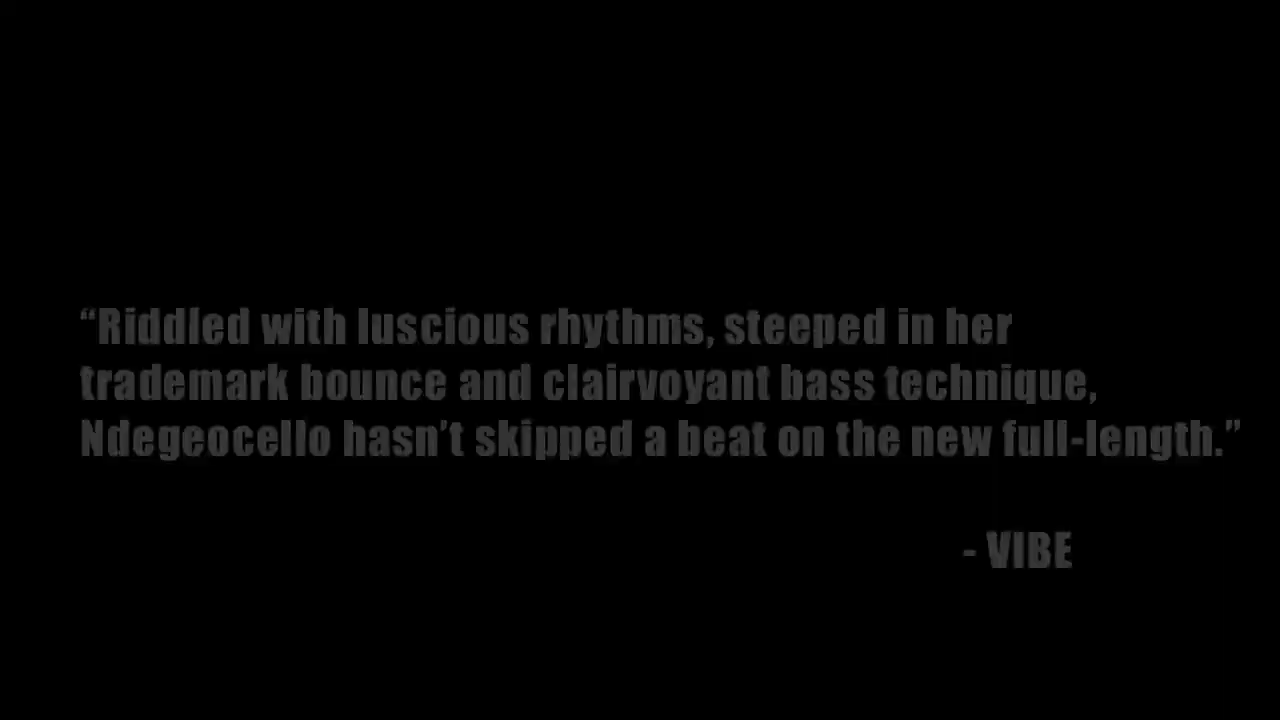 “Riddled with luscious rhythms, steeped in her
trademark bounce and clairvoyant bass technique,
Ndegeocello hasn’t skipped a beat on the new full-length.”
- VIBE